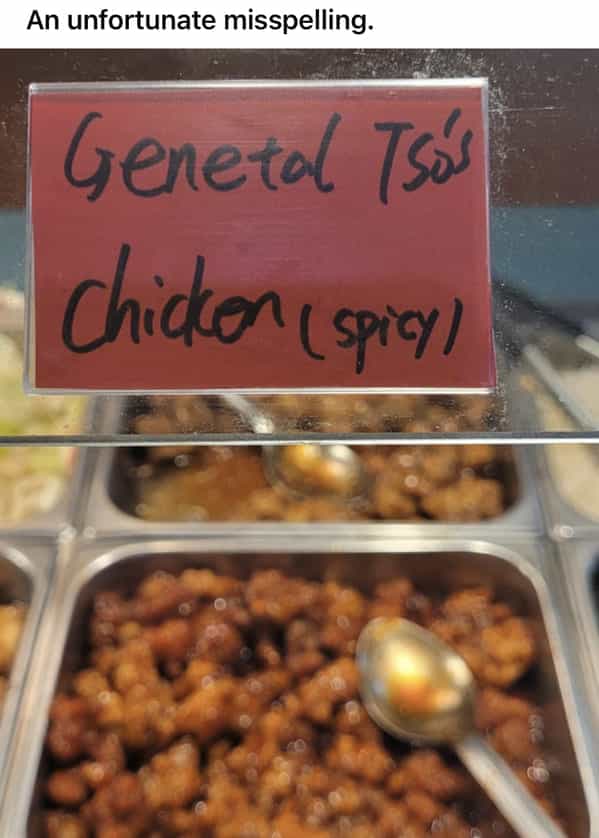 An unfortunate misspelling.
Genetal Tso's
Chicken (spicy)